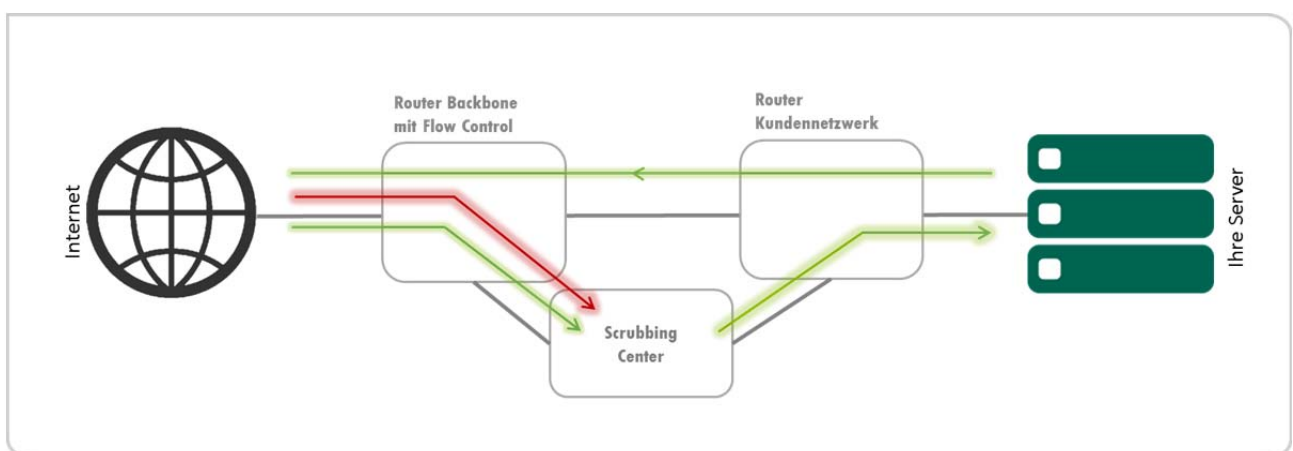 Router Backbone
mit Flow Control
Router
Kundennetzwerk
Internet
Ihre Server
Scrubbing
Center